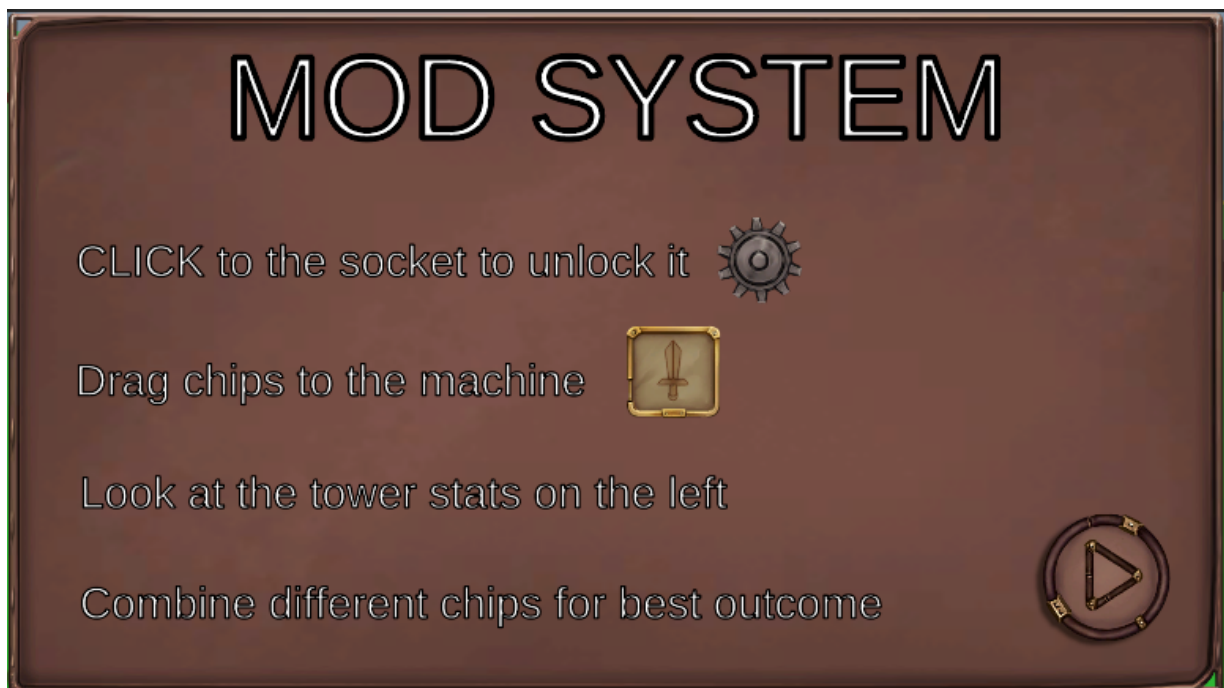 MOD SYSTEM
CLICK to the socket to unlock it
Drag chips to the machine
Look at the tower stats on the left
Combine different chips for best outcome